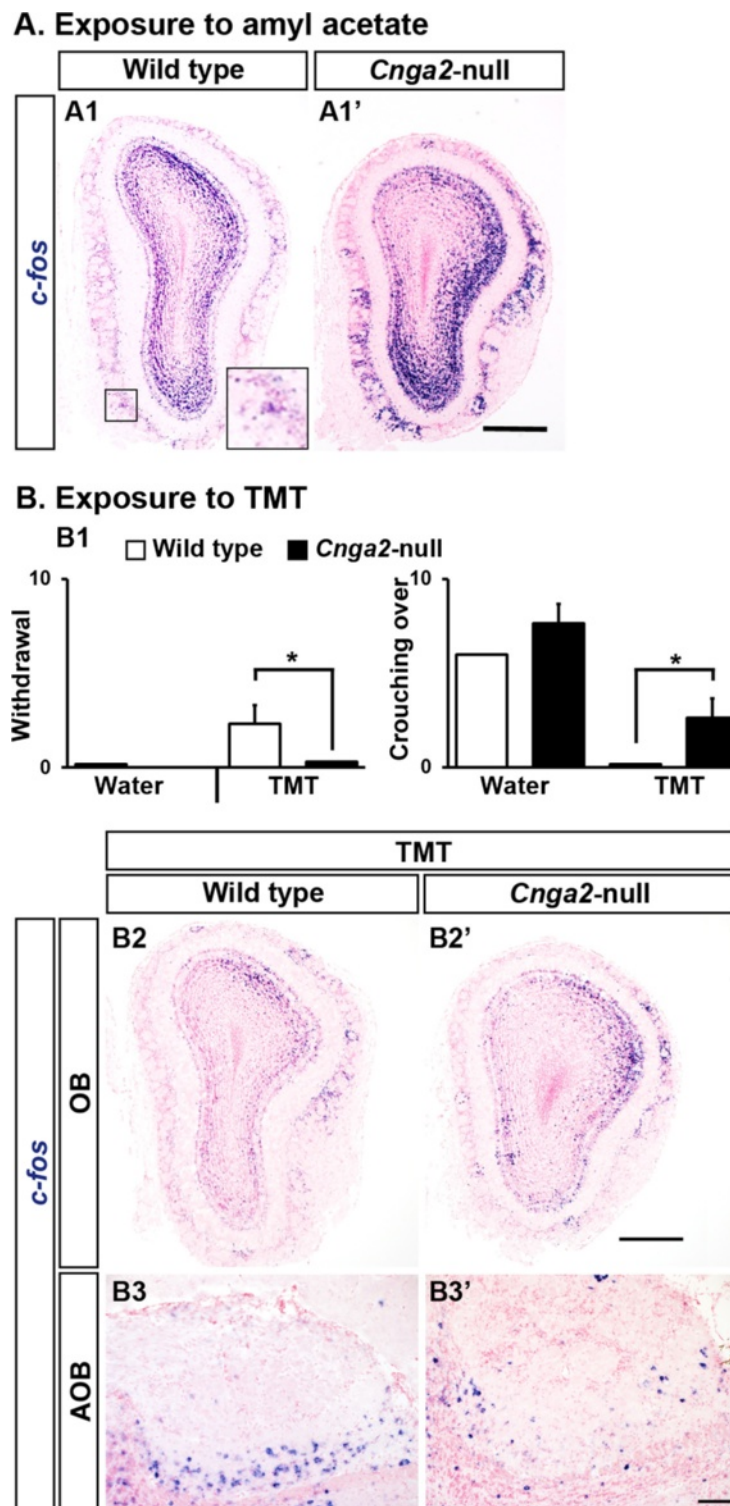 A. Exposure to amyl acetate
Wild type
Cnga2-null
c-fos
A1
A1’
B. Exposure to TMT
B1
Wild type
Cnga2-null
Withdrawal
10
0
Water
TMT
*
Crouching over
10
0
Water
TMT
*
TMT
Wild type
Cnga2-null
c-fos
OB
B2
B2’
AOB
B3
B3’